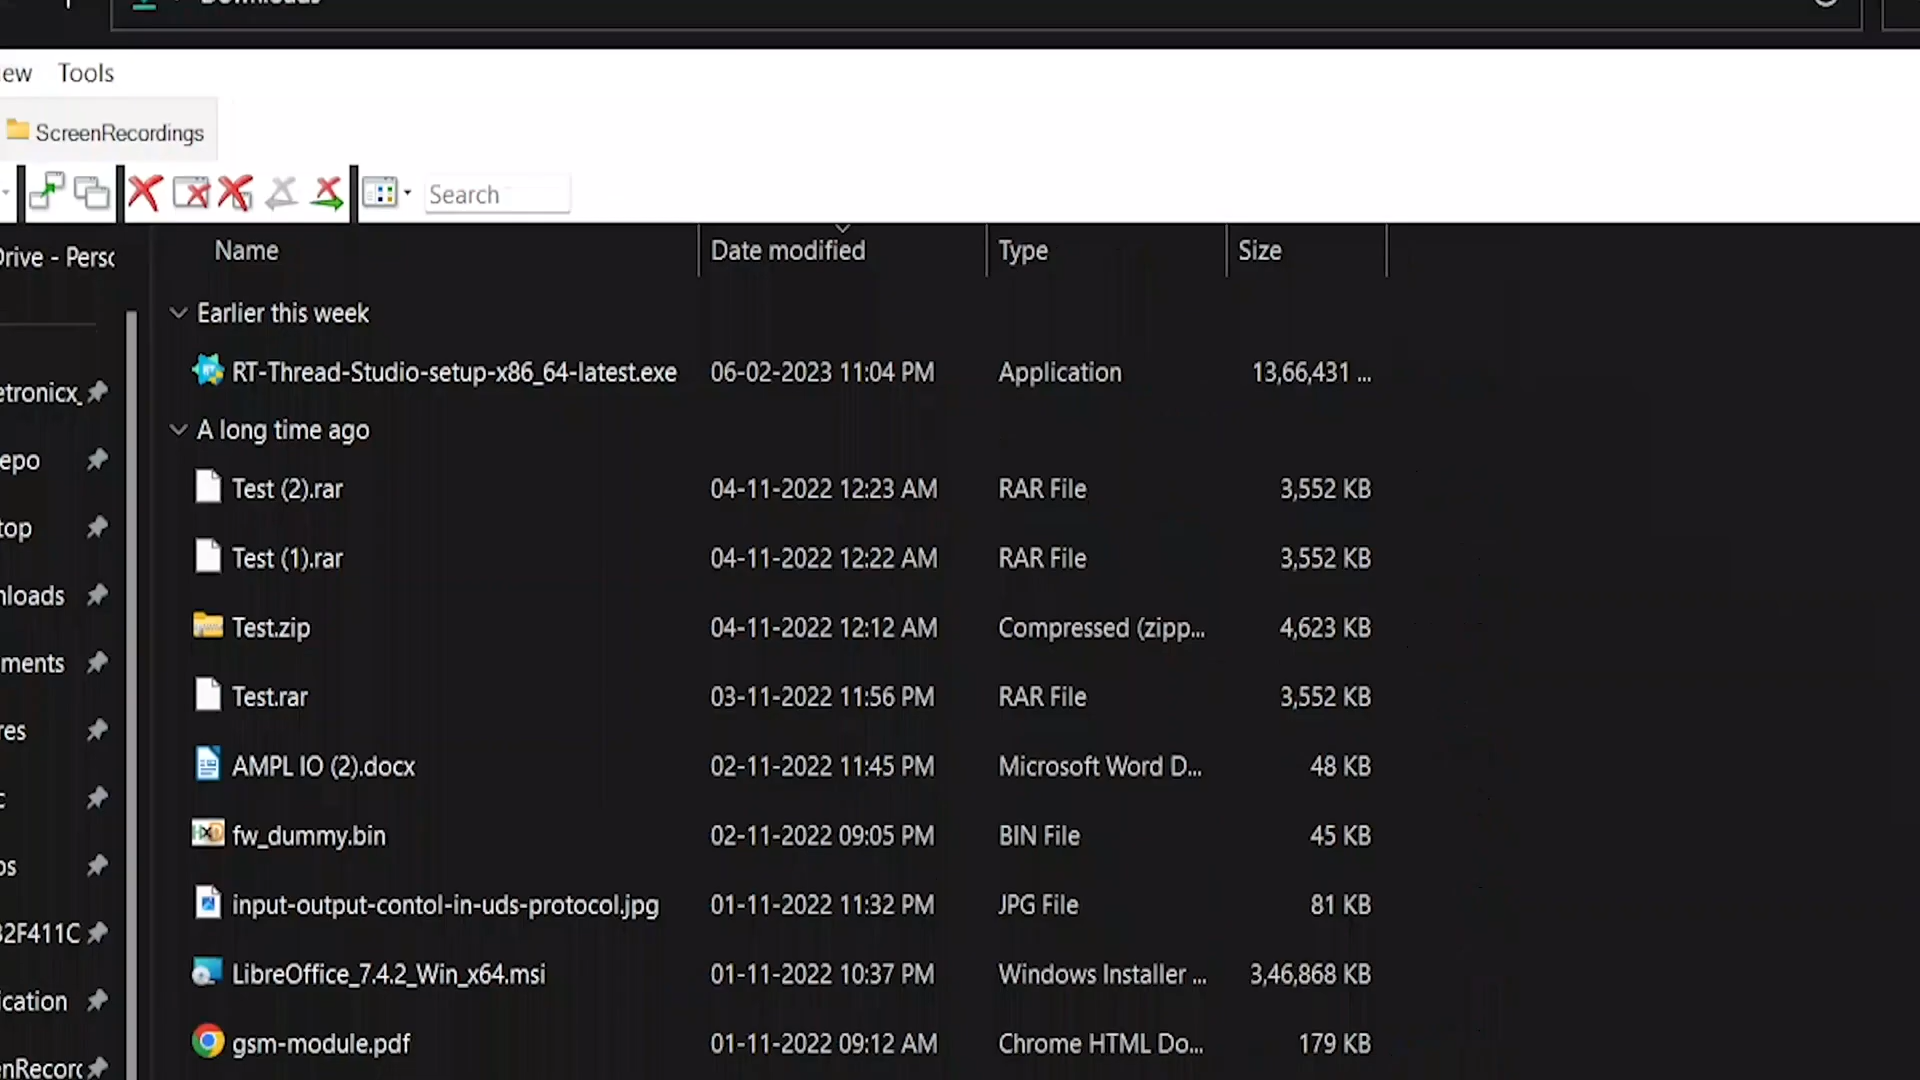 Downloads
ew Tools
ScreenRecordings
Search
Drive - Persc
Name Date modified Type Size
Earlier this week
RT-Thread-Studio-setup-x86_64-latest.exe 06-02-2023 11:04 PM Application 13,66,431 ...
etronicx_
A long time ago
epo
Test (2).rar 04-11-2022 12:23 AM RAR File 3,552 KB
top
Test (1).rar 04-11-2022 12:22 AM RAR File 3,552 KB
nloads
Test.zip 04-11-2022 12:12 AM Compressed (zipp... 4,623 KB
ments
Test.rar 03-11-2022 11:56 PM RAR File 3,552 KB
res
AMPL IO (2).docx 02-11-2022 11:45 PM Microsoft Word D... 48 KB
c
fw_dummy.bin 02-11-2022 09:05 PM BIN File 45 KB
os
input-output-contol-in-uds-protocol.jpg 01-11-2022 11:32 PM JPG File 81 KB
32F411C
LibreOffice_7.4.2_Win_x64.msi 01-11-2022 10:37 PM Windows Installer ... 3,46,868 KB
ication
gsm-module.pdf 01-11-2022 09:12 AM Chrome HTML Do... 179 KB
enRecorc